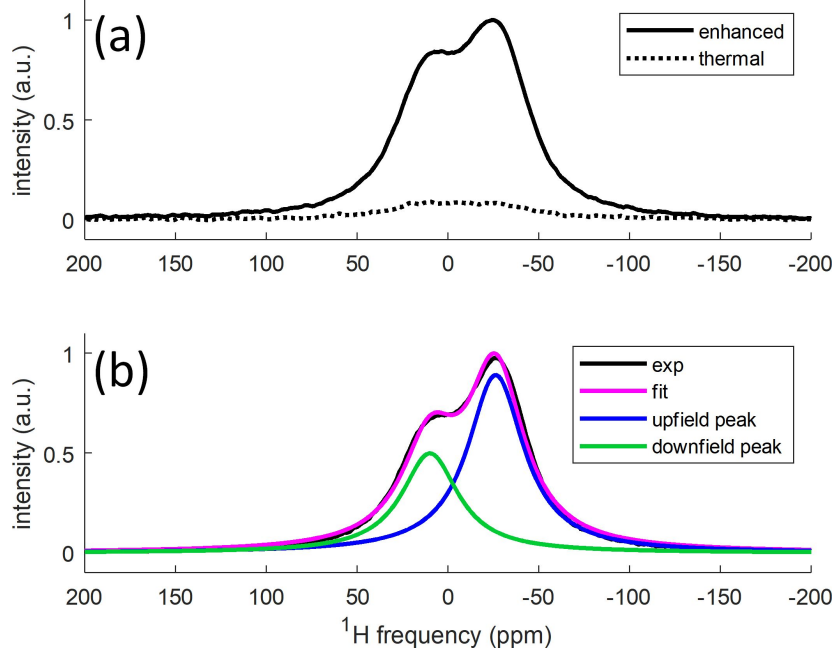 (a)
enhanced
thermal
intensity (a.u.)
1
0.5
0
200 150 100 50 0 -50 -100 -150 -200
(b)
exp
fit
upfield peak
downfield peak
intensity (a.u.)
1
0.5
0
200 150 100 50 0 -50 -100 -150 -200
¹H frequency (ppm)